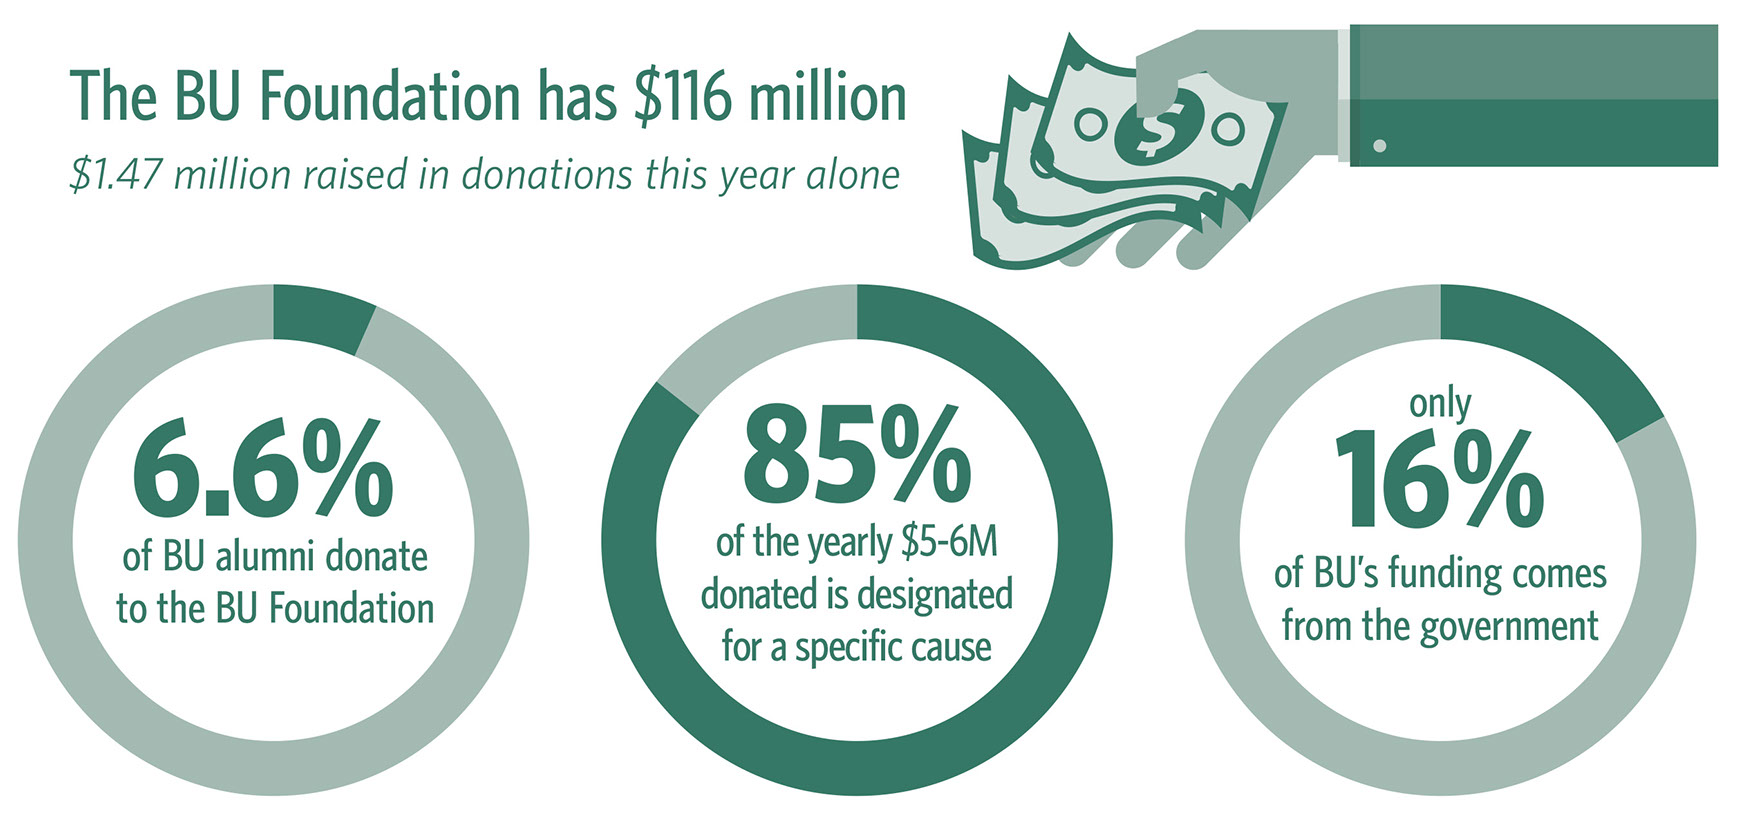 The BU Foundation has $116 million
$1.47 million raised in donations this year alone
$
6.6%
of BU alumni donate
to the BU Foundation
85%
of the yearly $5-6M
donated is designated
for a specific cause
only
16%
of BU's funding comes
from the government